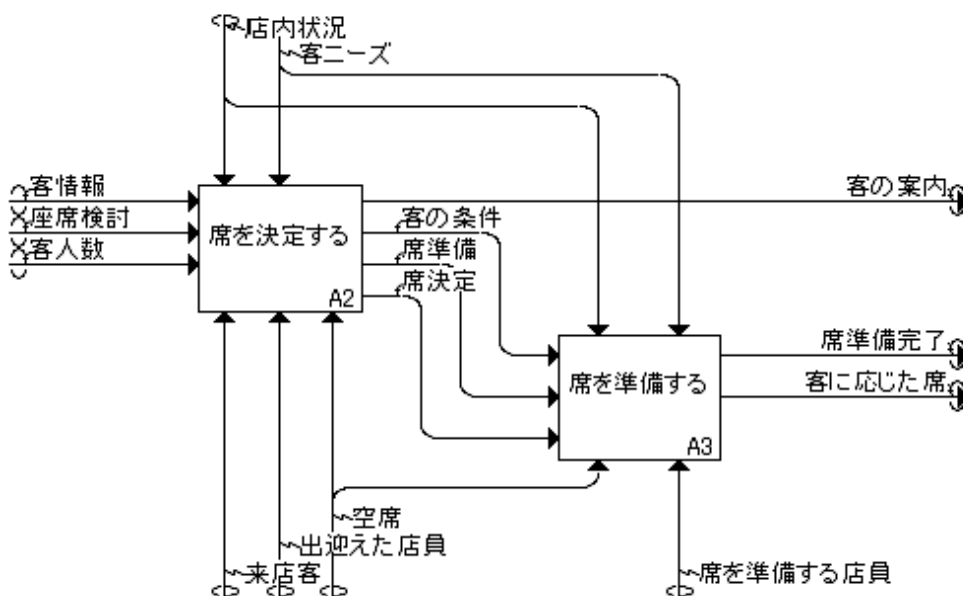 店内状況
客ニーズ
客情報
座席検討
客人数
席を決定する
A2
客の案内
客の条件
席準備
席決定
席を準備する
A3
席準備完了
客に応じた席
空席
出迎えた店員
来店客
席を準備する店員